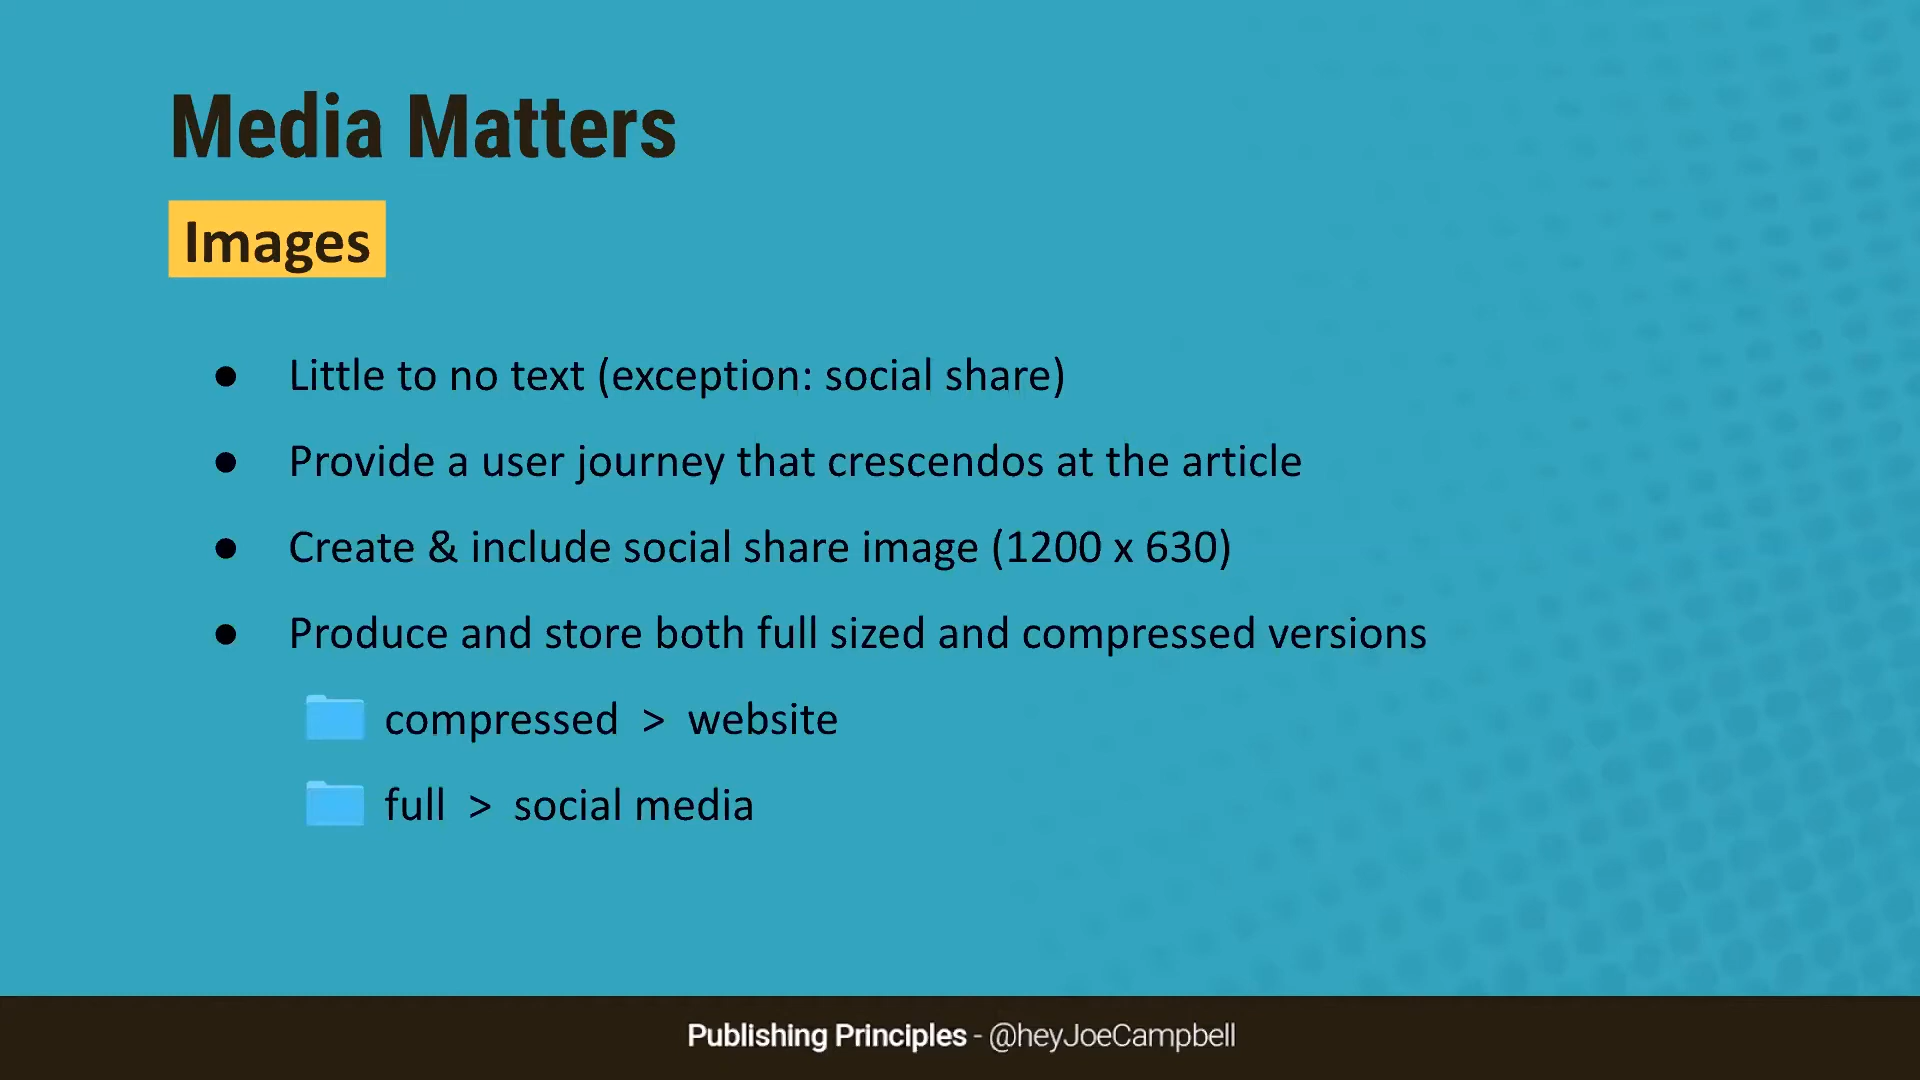 Media Matters
Images
● Little to no text (exception: social share)
● Provide a user journey that crescendos at the article
● Create & include social share image (1200 x 630)
● Produce and store both full sized and compressed versions
compressed > website
full > social media
Publishing Principles - @heyJoeCampbell